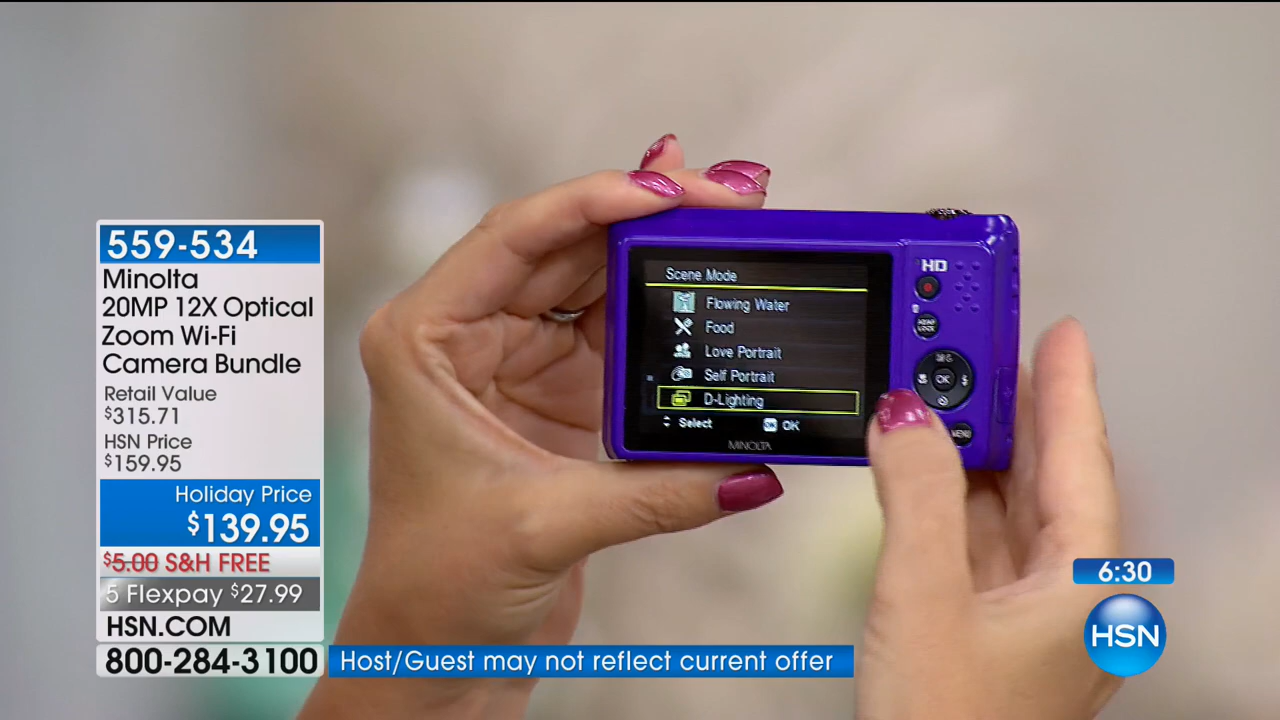 559-534
Minolta
20MP 12X Optical
Zoom Wi-Fi
Camera Bundle
Retail Value
$315.71
HSN Price
$159.95
Holiday Price
$139.95
$5.00 S&H FREE
5 Flexpay $27.99
HSN.COM
800-284-3100
Host/Guest may not reflect current offer
Scene Mode
Flowing Water
Food
Love Portrait
Self Portrait
D-Lighting
Select
OK OK
MINOLTA
HD
OK
MENU
6:30
HSN